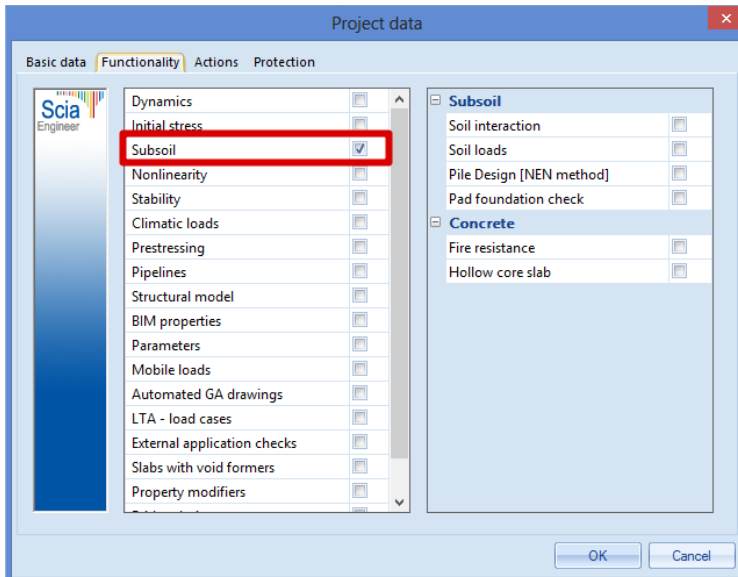 Project data
Basic data Functionality Actions Protection
Scia
Engineer
Dynamics
Initial stress
Subsoil
Nonlinearity
Stability
Climatic loads
Prestressing
Pipelines
Structural model
BIM properties
Parameters
Mobile loads
Automated GA drawings
LTA - load cases
External application checks
Slabs with void formers
Property modifiers
Subsoil
Soil interaction
Soil loads
Pile Design [NEN method]
Pad foundation check
Concrete
Fire resistance
Hollow core slab
OK Cancel